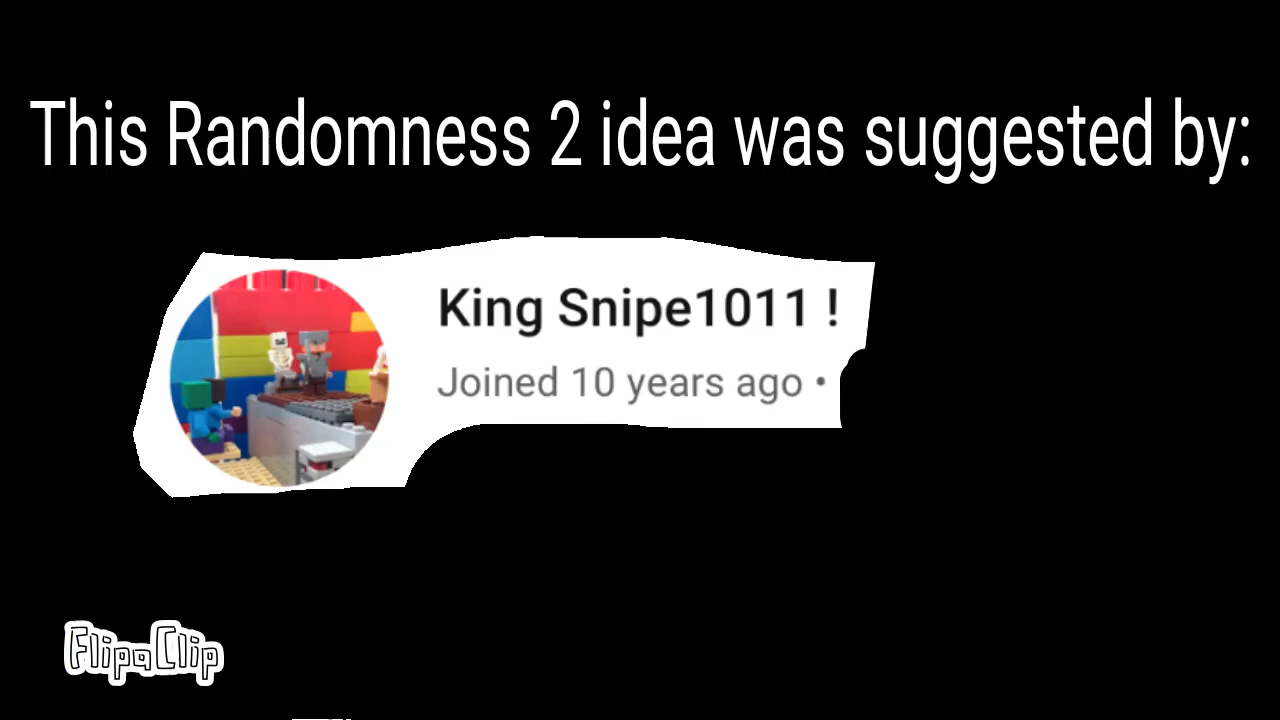 This Randomness 2 idea was suggested by:
King Snipe1011 !
Joined 10 years ago •
FlipaClip